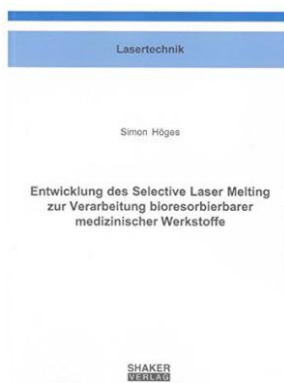 Lasertechnik
Simon Höges
Entwicklung des Selective Laser Melting
zur Verarbeitung bioresorbierbarer
medizinischer Werkstoffe
SHAKER
VERLAG